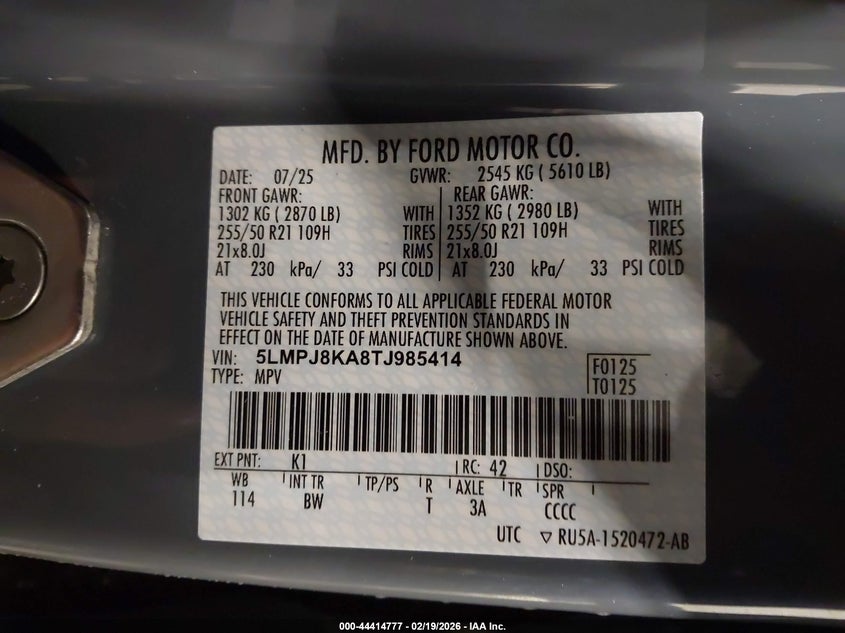 MFD. BY FORD MOTOR CO.
DATE: 07/25 GVWR: 2545 KG ( 5610 LB)
FRONT GAWR: REAR GAWR:
1302 KG ( 2870 LB) WITH 1352 KG ( 2980 LB) WITH
255/50 R21 109H TIRES 255/50 R21 109H TIRES
21x8.0J RIMS 21x8.0J RIMS
AT 230 kPa/ 33 PSI COLD AT 230 kPa/ 33 PSI COLD
THIS VEHICLE CONFORMS TO ALL APPLICABLE FEDERAL MOTOR
VEHICLE SAFETY AND THEFT PREVENTION STANDARDS IN
EFFECT ON THE DATE OF MANUFACTURE SHOWN ABOVE.
VIN: 5LMPJ8KA8TJ985414
F0125
TYPE: MPV
T0125
EXT PNT: K1 RC: 42 DSO:
WB INT TR TP/PS R AXLE TR SPR
114 BW T 3A CCCC
UTC ▽ RU5A-1520472-AB
000-44414777 - 02/19/2026 - IAA Inc.